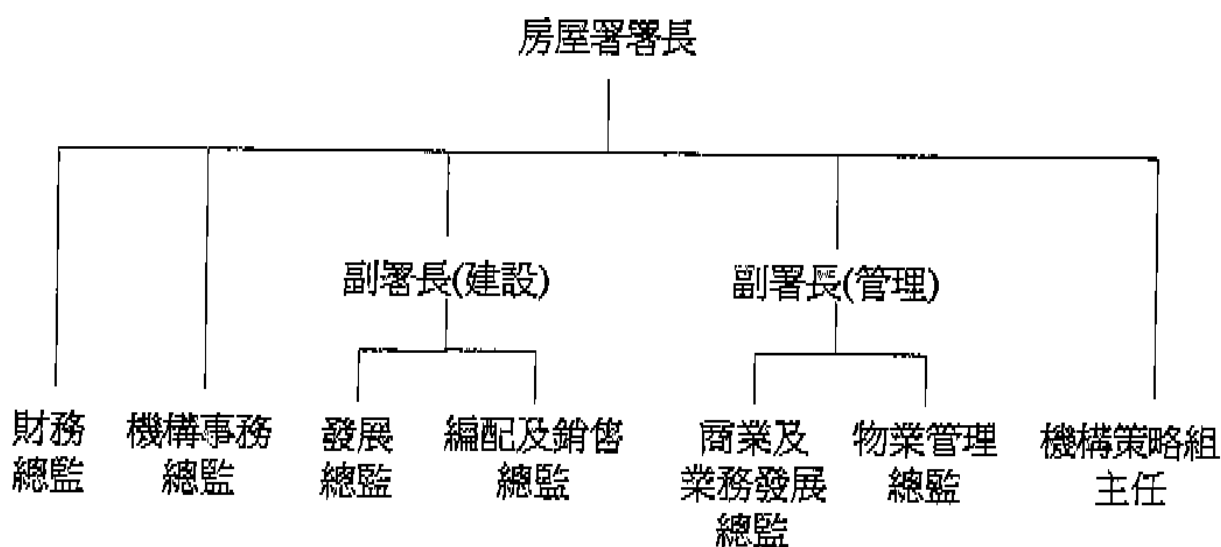 房屋署署長
副署長(建設)
副署長(管理)
財務
總監
機構事務
總監
發展
總監
編配及銷售
總監
商業及
業務發展
總監
物業管理
總監
機構策略組
主任